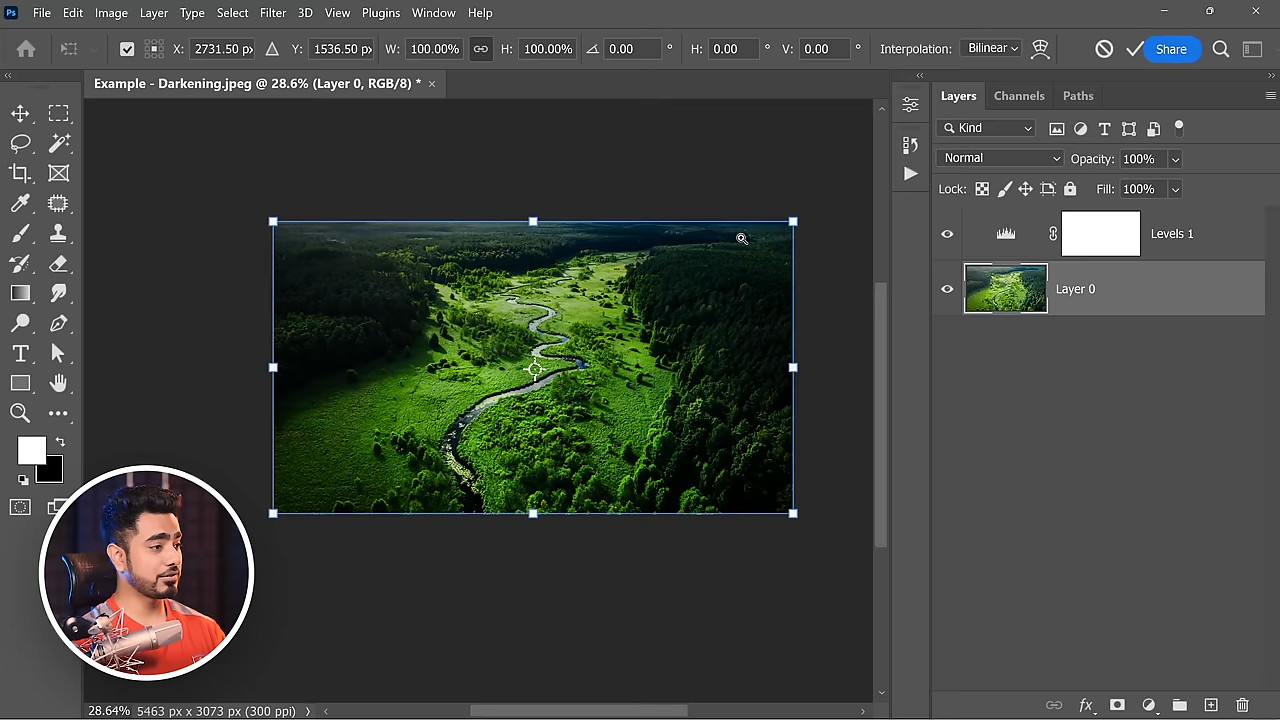 Ps File Edit Image Layer Type Select Filter 3D View Plugins Window Help
X: 2731.50 px Y: 1536.50 px W: 100.00% H: 100.00% 0.00 ° H: 0.00 ° V: 0.00 ° Interpolation: Bilinear Share
Example - Darkening.jpeg @ 28.6% (Layer 0, RGB/8) * ×
Layers Channels Paths
Kind
Normal Opacity: 100%
Lock: Fill: 100%
Levels 1
Layer 0
T
fx
28.64% 5463 px x 3073 px (300 ppi)